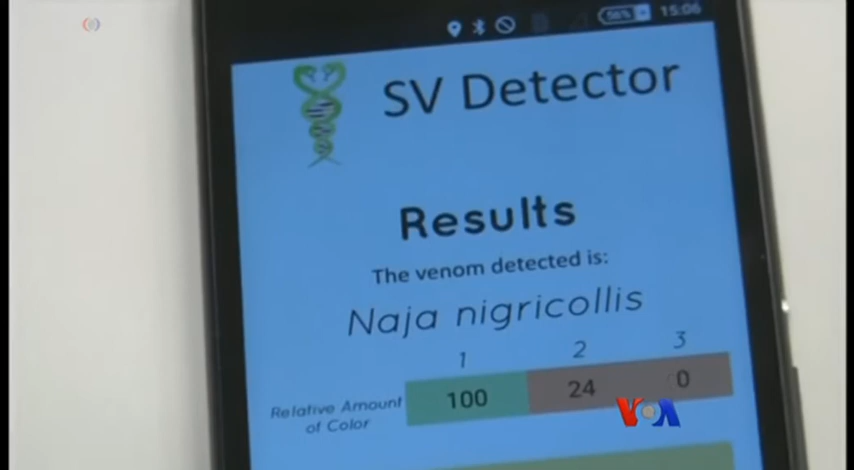 56% 15:06
SV Detector
Results
The venom detected is:
Naja nigricollis
1 2 3
Relative Amount of Color
100 24 0
VOA